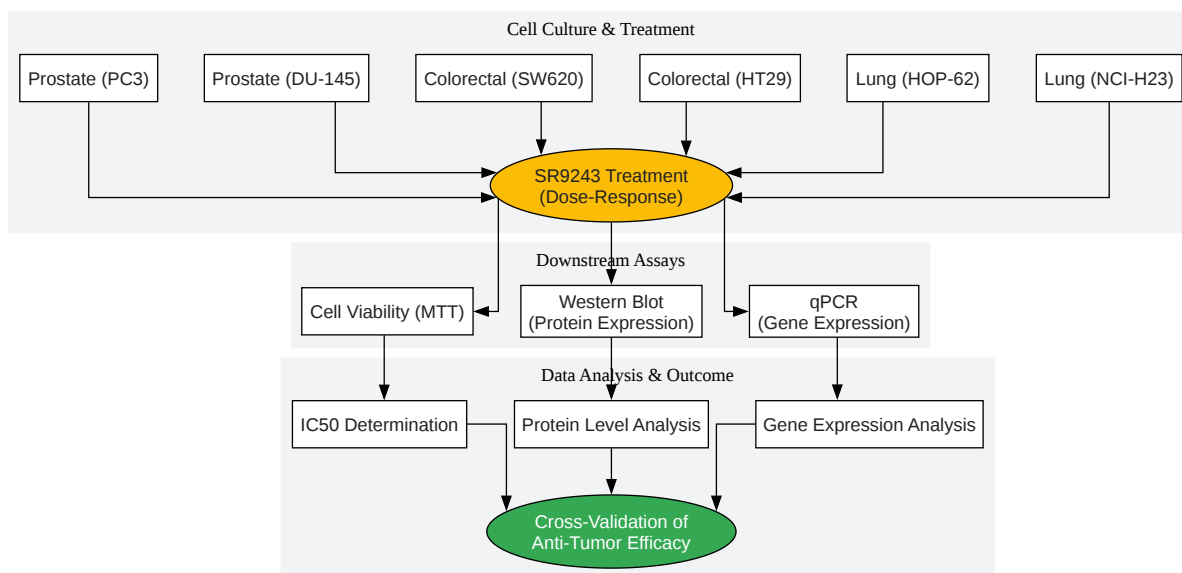 Cell Culture & Treatment
Prostate (PC3)
Prostate (DU-145)
Colorectal (SW620)
Colorectal (HT29)
Lung (HOP-62)
Lung (NCI-H23)
SR9243 Treatment
(Dose-Response)
Downstream Assays
Cell Viability (MTT)
Western Blot
(Protein Expression)
qPCR
(Gene Expression)
Data Analysis & Outcome
IC50 Determination
Protein Level Analysis
Gene Expression Analysis
Cross-Validation of
Anti-Tumor Efficacy